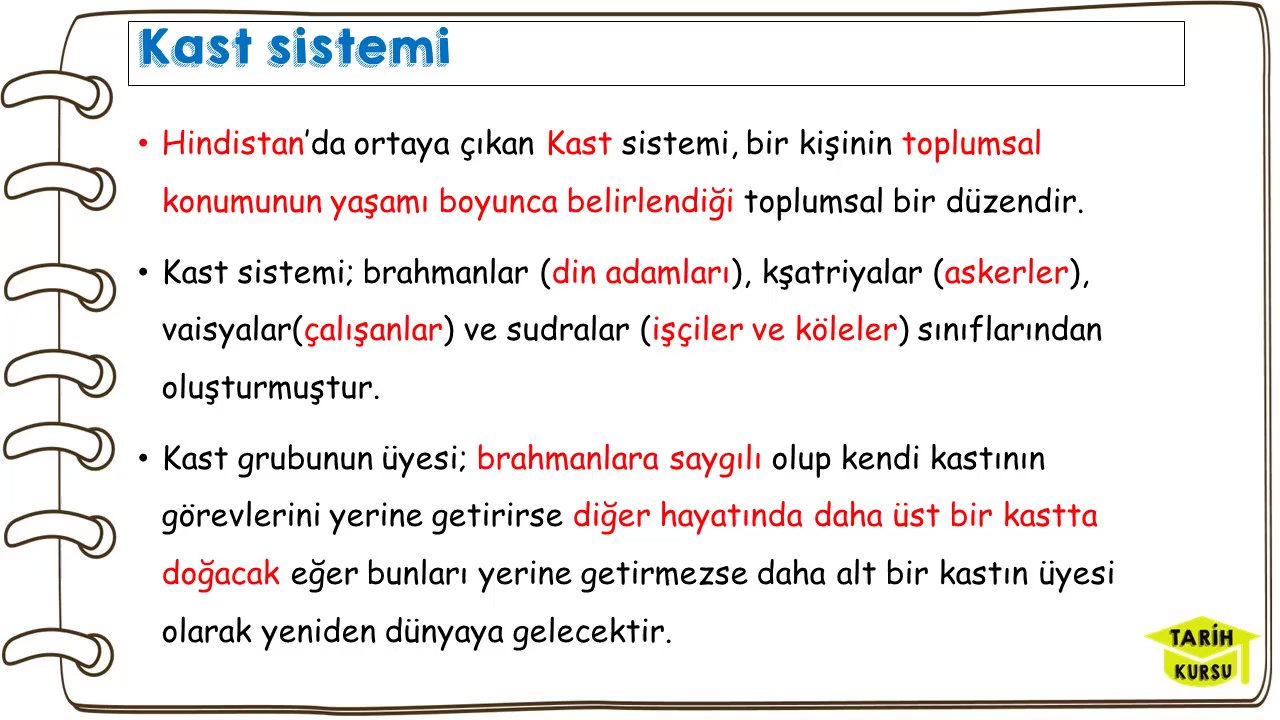 Kast sistemi
• Hindistan’da ortaya çıkan Kast sistemi, bir kişinin toplumsal
konumunun yaşamı boyunca belirlendiği toplumsal bir düzendir.
• Kast sistemi; brahmanlar (din adamları), kşatriyalar (askerler),
vaisyalar(çalışanlar) ve sudralar (işçiler ve köleler) sınıflarından
oluşturmuştur.
• Kast grubunun üyesi; brahmanlara saygılı olup kendi kastının
görevlerini yerine getirirse diğer hayatında daha üst bir kastta
doğacak eğer bunları yerine getirmezse daha alt bir kastın üyesi
olarak yeniden dünyaya gelecektir.
TARİH
KURSU